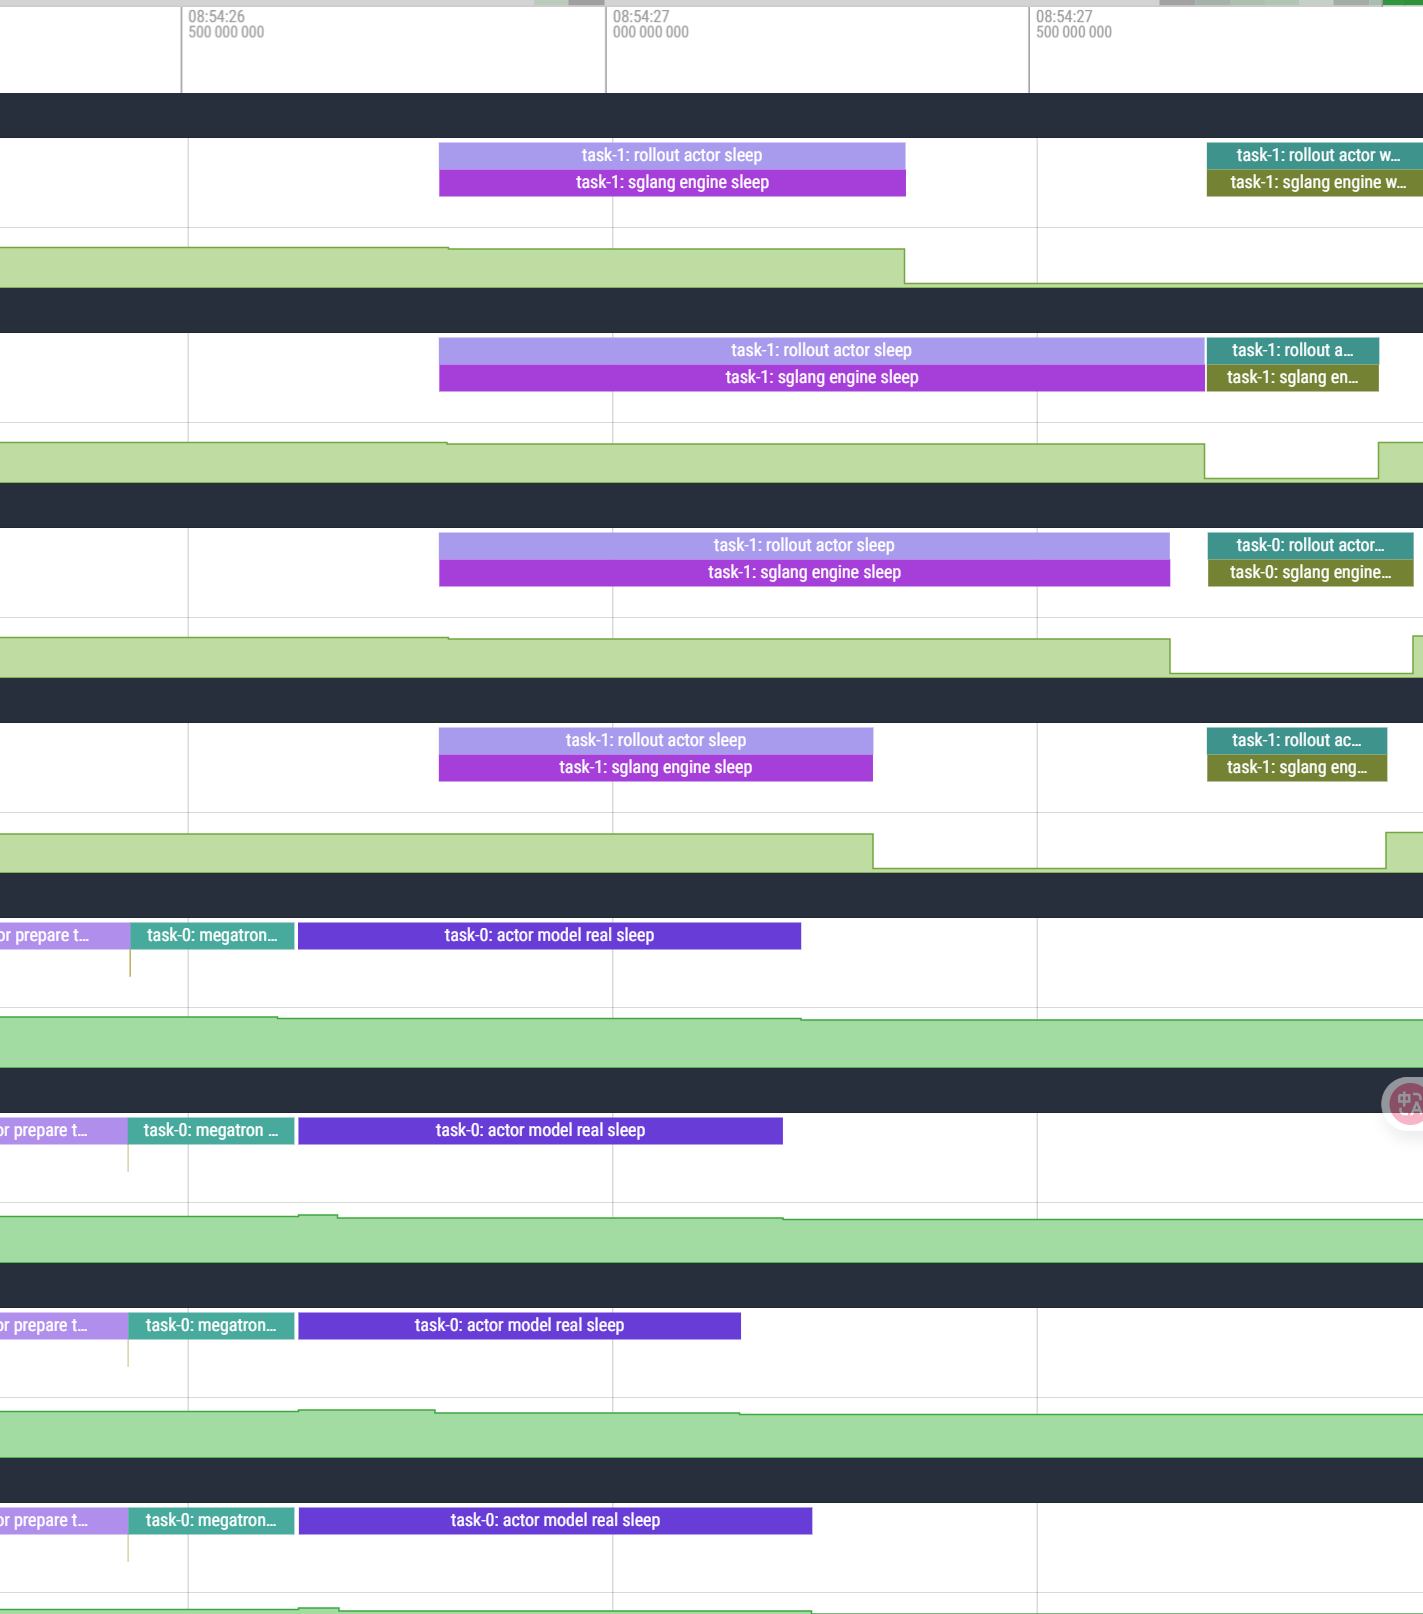 08:54:26
500 000 000
08:54:27
000 000 000
08:54:27
500 000 000
task-1: rollout actor sleep
task-1: rollout actor w...
task-1: sglang engine sleep
task-1: sglang engine w...
task-1: rollout actor sleep
task-1: rollout a...
task-1: sglang engine sleep
task-1: sglang en...
task-1: rollout actor sleep
task-0: rollout actor...
task-1: sglang engine sleep
task-0: sglang engine...
task-1: rollout actor sleep
task-1: rollout ac...
task-1: sglang engine sleep
task-1: sglang eng...
or prepare t...
task-0: megatron...
task-0: actor model real sleep
中
A
or prepare t...
task-0: megatron ...
task-0: actor model real sleep
or prepare t...
task-0: megatron...
task-0: actor model real sleep
or prepare t...
task-0: megatron...
task-0: actor model real sleep